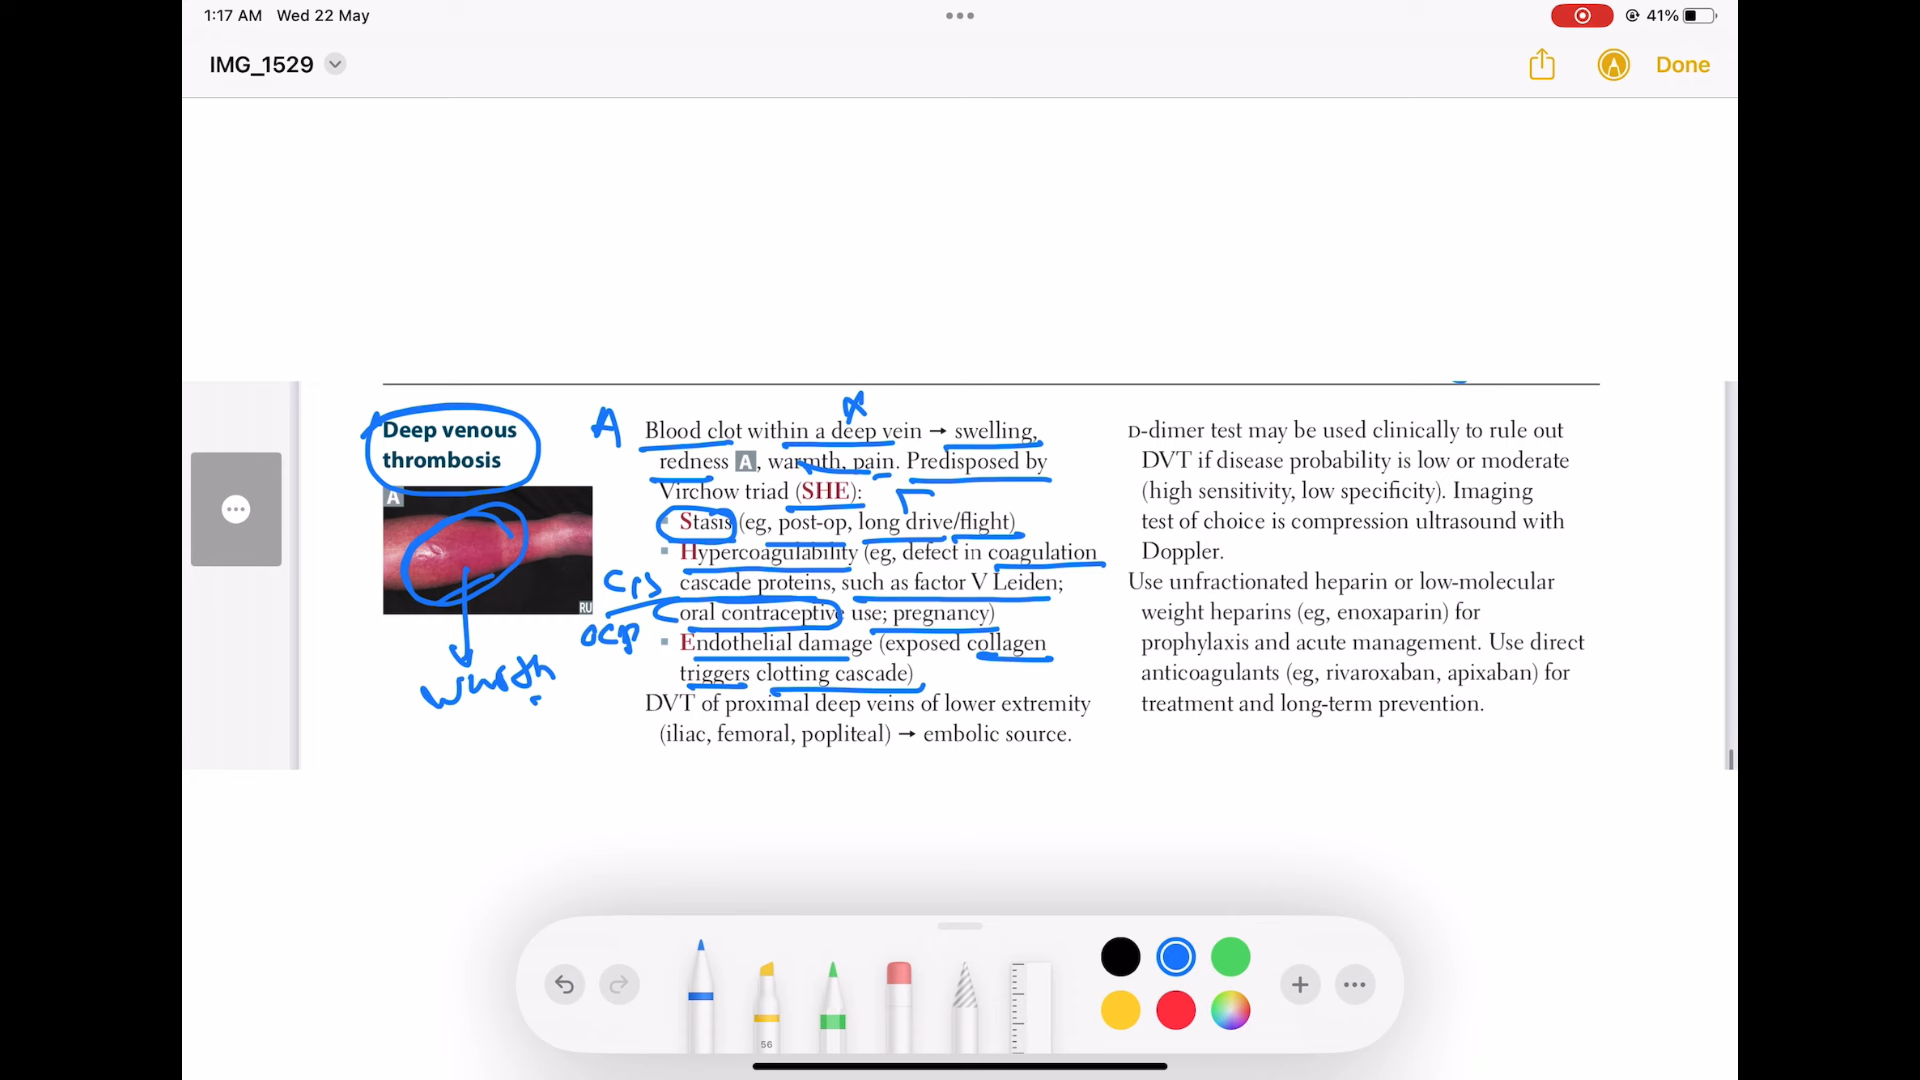 1:17 AM Wed 22 May
41%
IMG_1529
Done
Deep venous
thrombosis
A
RU
A
Blood clot within a deep vein → swelling,
redness A, warmth, pain. Predisposed by
Virchow triad (SHE):
▪ Stasis (eg, post-op, long drive/flight)
▪ Hypercoagulability (eg, defect in coagulation
cascade proteins, such as factor V Leiden;
oral contraceptive use; pregnancy)
▪ Endothelial damage (exposed collagen
triggers clotting cascade)
DVT of proximal deep veins of lower extremity
(iliac, femoral, popliteal) → embolic source.
D-dimer test may be used clinically to rule out
DVT if disease probability is low or moderate
(high sensitivity, low specificity). Imaging
test of choice is compression ultrasound with
Doppler.
Use unfractionated heparin or low-molecular
weight heparins (eg, enoxaparin) for
prophylaxis and acute management. Use direct
anticoagulants (eg, rivaroxaban, apixaban) for
treatment and long-term prevention.
56